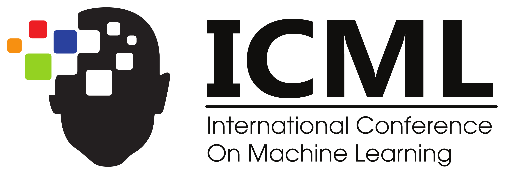 ICML
International Conference
On Machine Learning